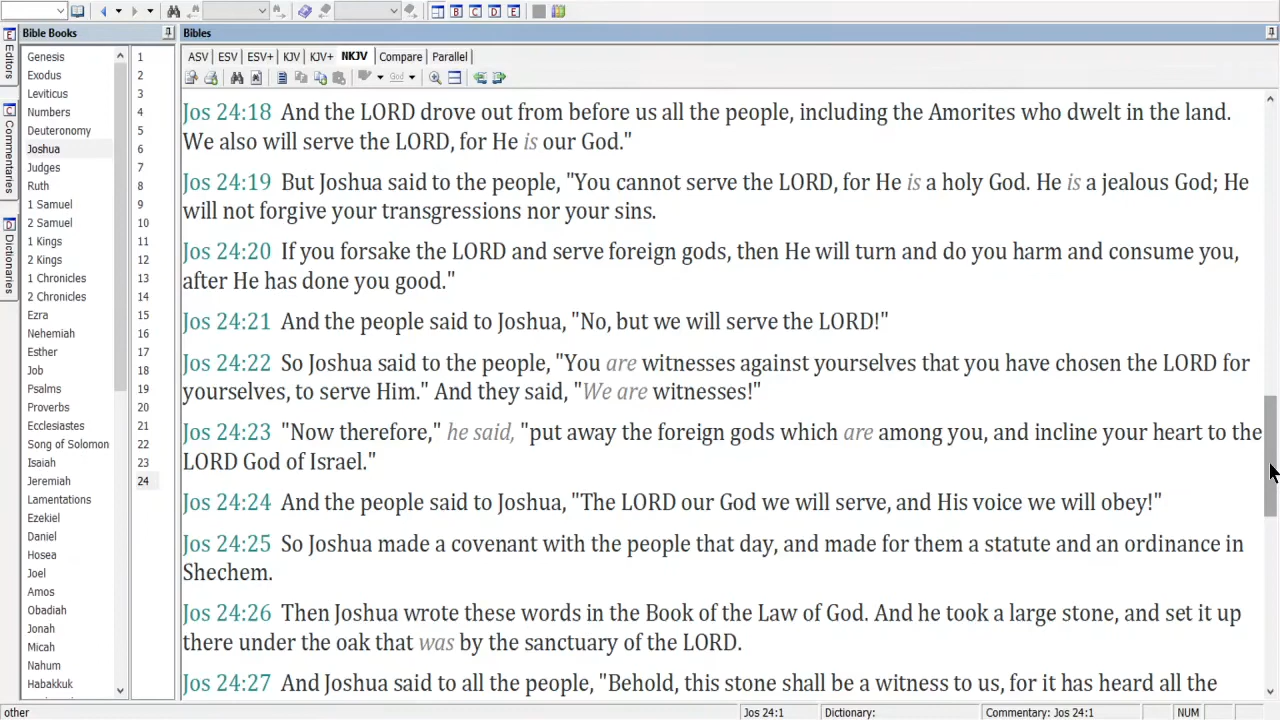 B C D E
Bible Books
Bibles
Editors
Commentaries
Dictionaries
E
C
D
Genesis
Exodus
Leviticus
Numbers
Deuteronomy
Joshua
Judges
Ruth
1 Samuel
2 Samuel
1 Kings
2 Kings
1 Chronicles
2 Chronicles
Ezra
Nehemiah
Esther
Job
Psalms
Proverbs
Ecclesiastes
Song of Solomon
Isaiah
Jeremiah
Lamentations
Ezekiel
Daniel
Hosea
Joel
Amos
Obadiah
Jonah
Micah
Nahum
Habakkuk
1
2
3
4
5
6
7
8
9
10
11
12
13
14
15
16
17
18
19
20
21
22
23
24
ASV ESV ESV+ KJV KJV+ NKJV Compare Parallel
God
Jos 24:18 And the LORD drove out from before us all the people, including the Amorites who dwelt in the land.
We also will serve the LORD, for He is our God."
Jos 24:19 But Joshua said to the people, "You cannot serve the LORD, for He is a holy God. He is a jealous God; He
will not forgive your transgressions nor your sins.
Jos 24:20 If you forsake the LORD and serve foreign gods, then He will turn and do you harm and consume you,
after He has done you good."
Jos 24:21 And the people said to Joshua, "No, but we will serve the LORD!"
Jos 24:22 So Joshua said to the people, "You are witnesses against yourselves that you have chosen the LORD for
yourselves, to serve Him." And they said, "We are witnesses!"
Jos 24:23 "Now therefore," he said, "put away the foreign gods which are among you, and incline your heart to the
LORD God of Israel."
Jos 24:24 And the people said to Joshua, "The LORD our God we will serve, and His voice we will obey!"
Jos 24:25 So Joshua made a covenant with the people that day, and made for them a statute and an ordinance in
Shechem.
Jos 24:26 Then Joshua wrote these words in the Book of the Law of God. And he took a large stone, and set it up
there under the oak that was by the sanctuary of the LORD.
Jos 24:27 And Joshua said to all the people, "Behold, this stone shall be a witness to us, for it has heard all the
other
Jos 24:1
Dictionary:
Commentary: Jos 24:1
NUM